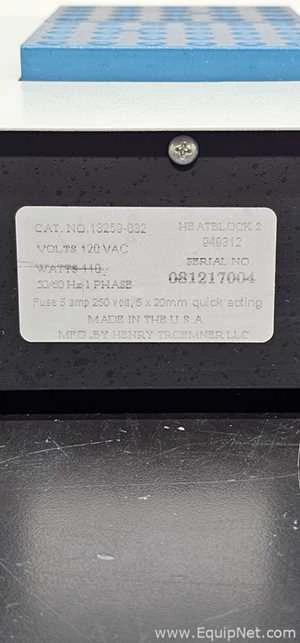 CAT. NO. 13259-032 HEATBLOCK 2
VOLTS 120 VAC 949312
WATTS 110 SERIAL NO
50/60 Hz 1 PHASE 081217004
Fuse 5 amp 250 volt, 5 x 20mm quick acting
MADE IN THE U S A
MFG. BY HENRY TROEMNER LLC
www.EquipNet.com